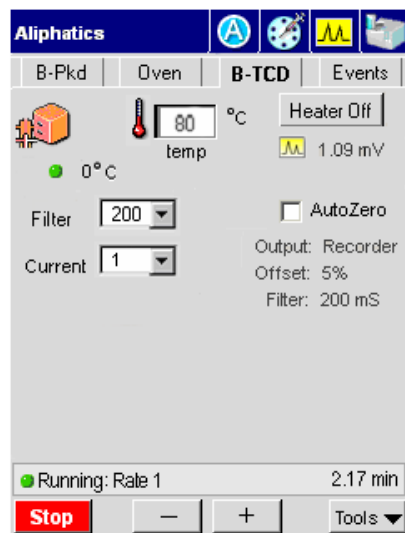 Aliphatics A
B-Pkd Oven B-TCD Events
80 °C Heater Off
temp 1.09 mV
0°C
Filter 200 AutoZero
Output: Recorder
Current 1 Offset: 5%
Filter: 200 mS
Running: Rate 1 2.17 min
Stop — + Tools